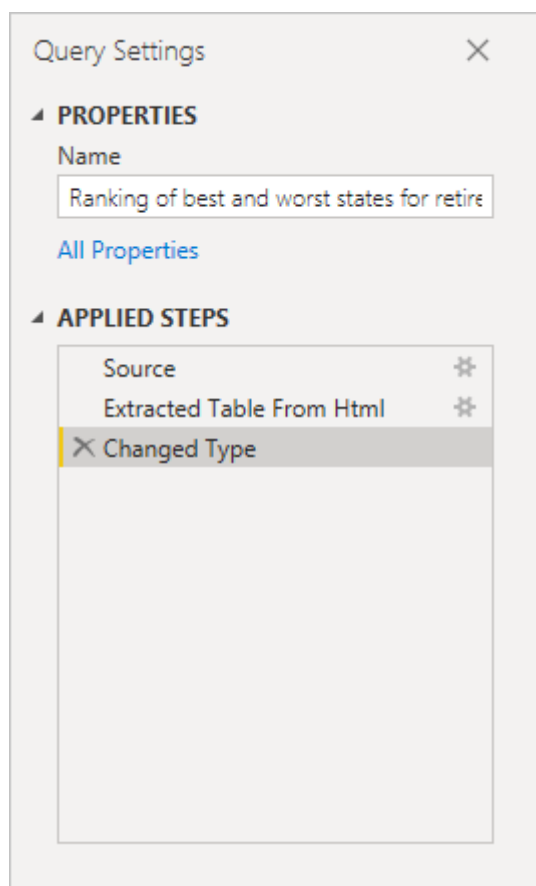 Query Settings
PROPERTIES
Name
Ranking of best and worst states for retire
All Properties
APPLIED STEPS
Source
Extracted Table From Html
Changed Type